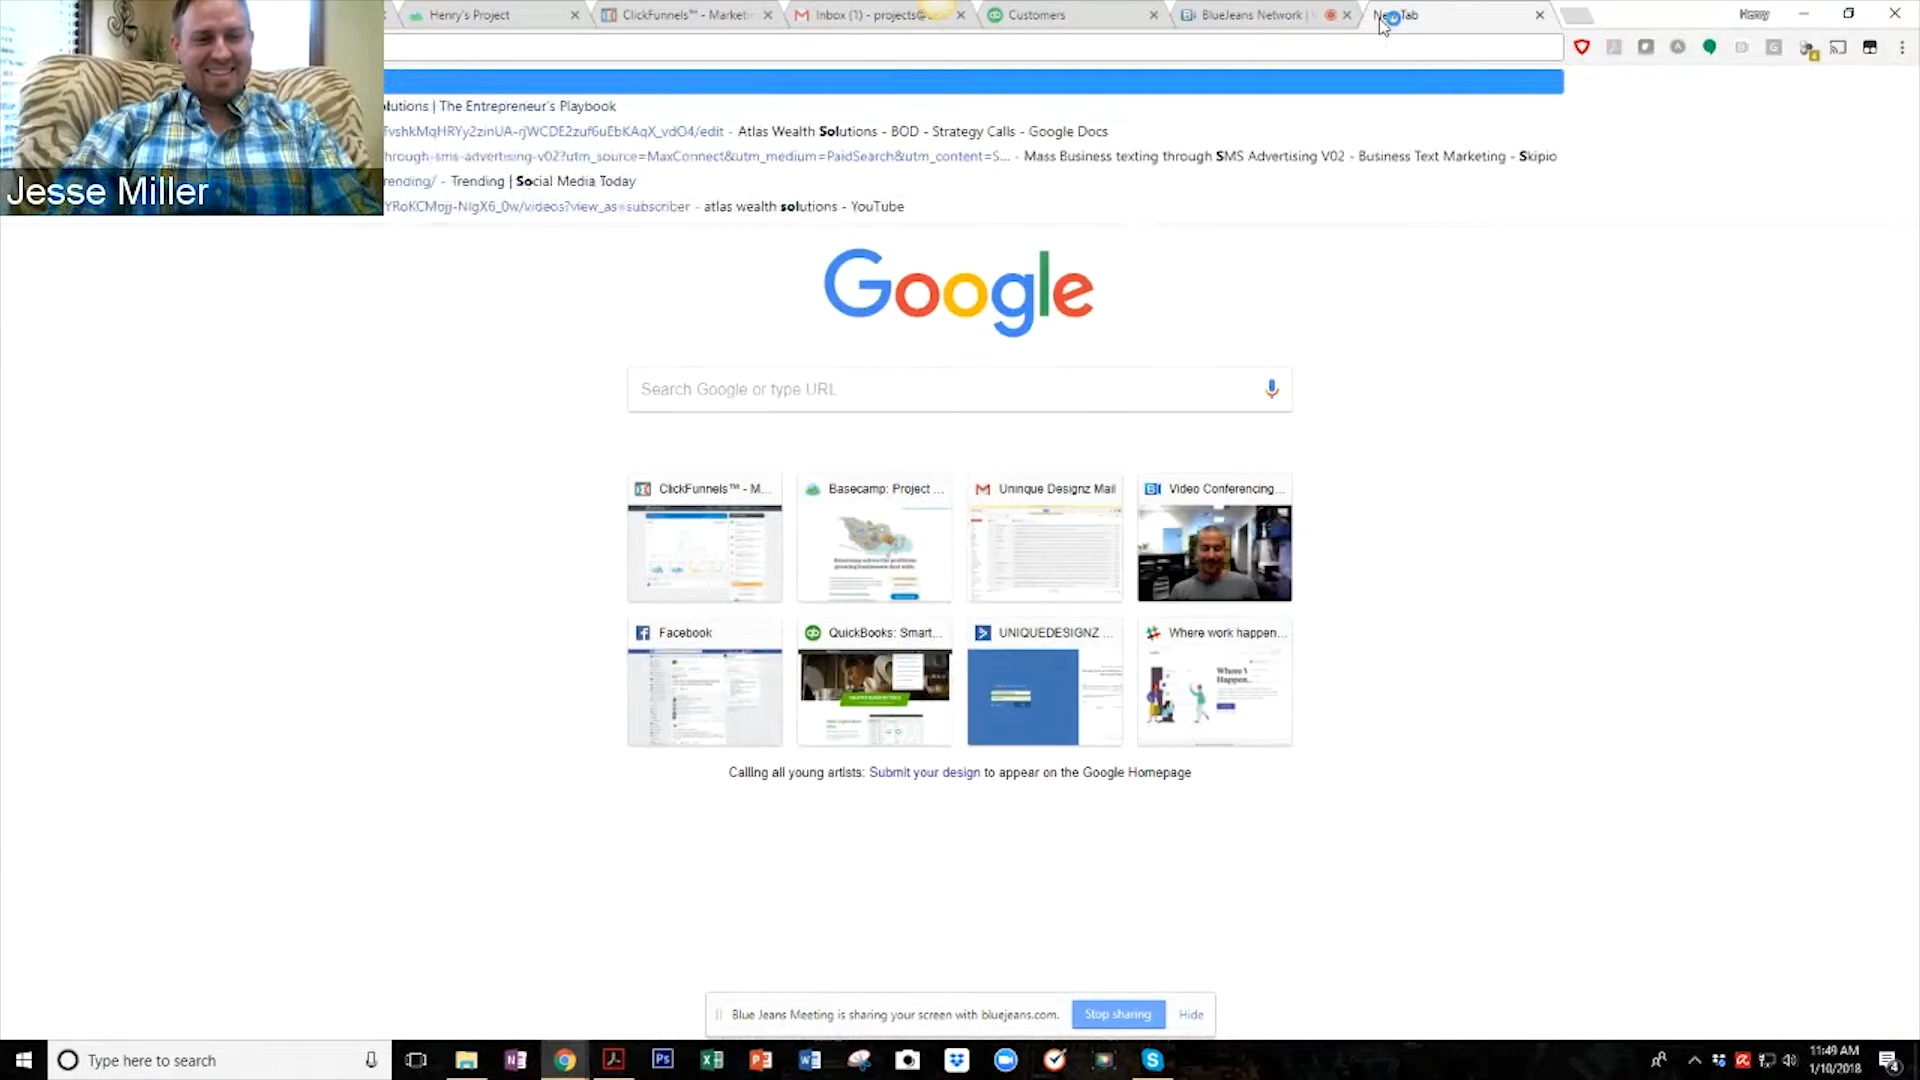 Henry's Project
ClickFunnels™ - Marketi
Inbox (1) - projects@
Customers
BlueJeans Network |
New Tab
Henry
Jesse Miller
olutions | The Entrepreneur's Playbook
- Atlas Wealth Solutions - BOD - Strategy Calls - Google Docs
hrough-sms-advertising-v02?utm_source=MaxConnect&utm_medium=PaidSearch&utm_content=S... - Mass Business texting through SMS Advertising V02 - Business Text Marketing - Skipio
rending/ - Trending | Social Media Today
/videos?view_as=subscriber - atlas wealth solutions - YouTube
Google
Search Google or type URL
ClickFunnels™ - M...
Basecamp: Project ...
Uninque Designz Mail
Video Conferencing...
Facebook
QuickBooks: Smart...
UNIQUEDESIGNZ ...
Where work happen...
Calling all young artists: Submit your design to appear on the Google Homepage
Blue Jeans Meeting is sharing your screen with bluejeans.com.
Stop sharing
Hide
Type here to search
11:49 AM
1/10/2018
4